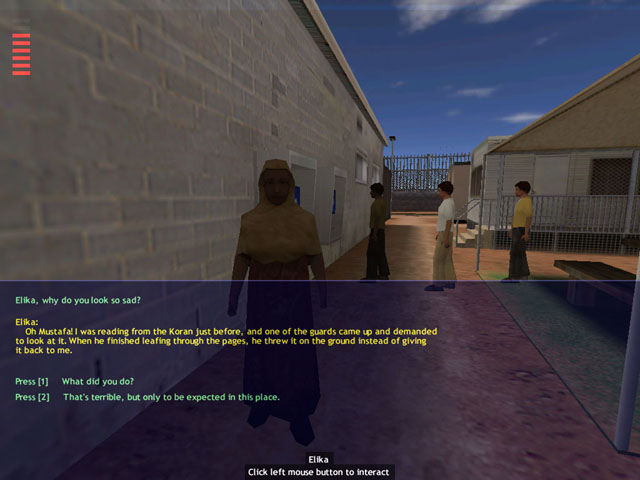 Elika, why do you look so sad?
Elika:
Oh Mustafa! I was reading from the Koran just before, and one of the guards came up and demanded
to look at it. When he finished leafing through the pages, he threw it on the ground instead of giving
it back to me.
Press [1] What did you do?
Press [2] That's terrible, but only to be expected in this place.
Elika
Click left mouse button to interact